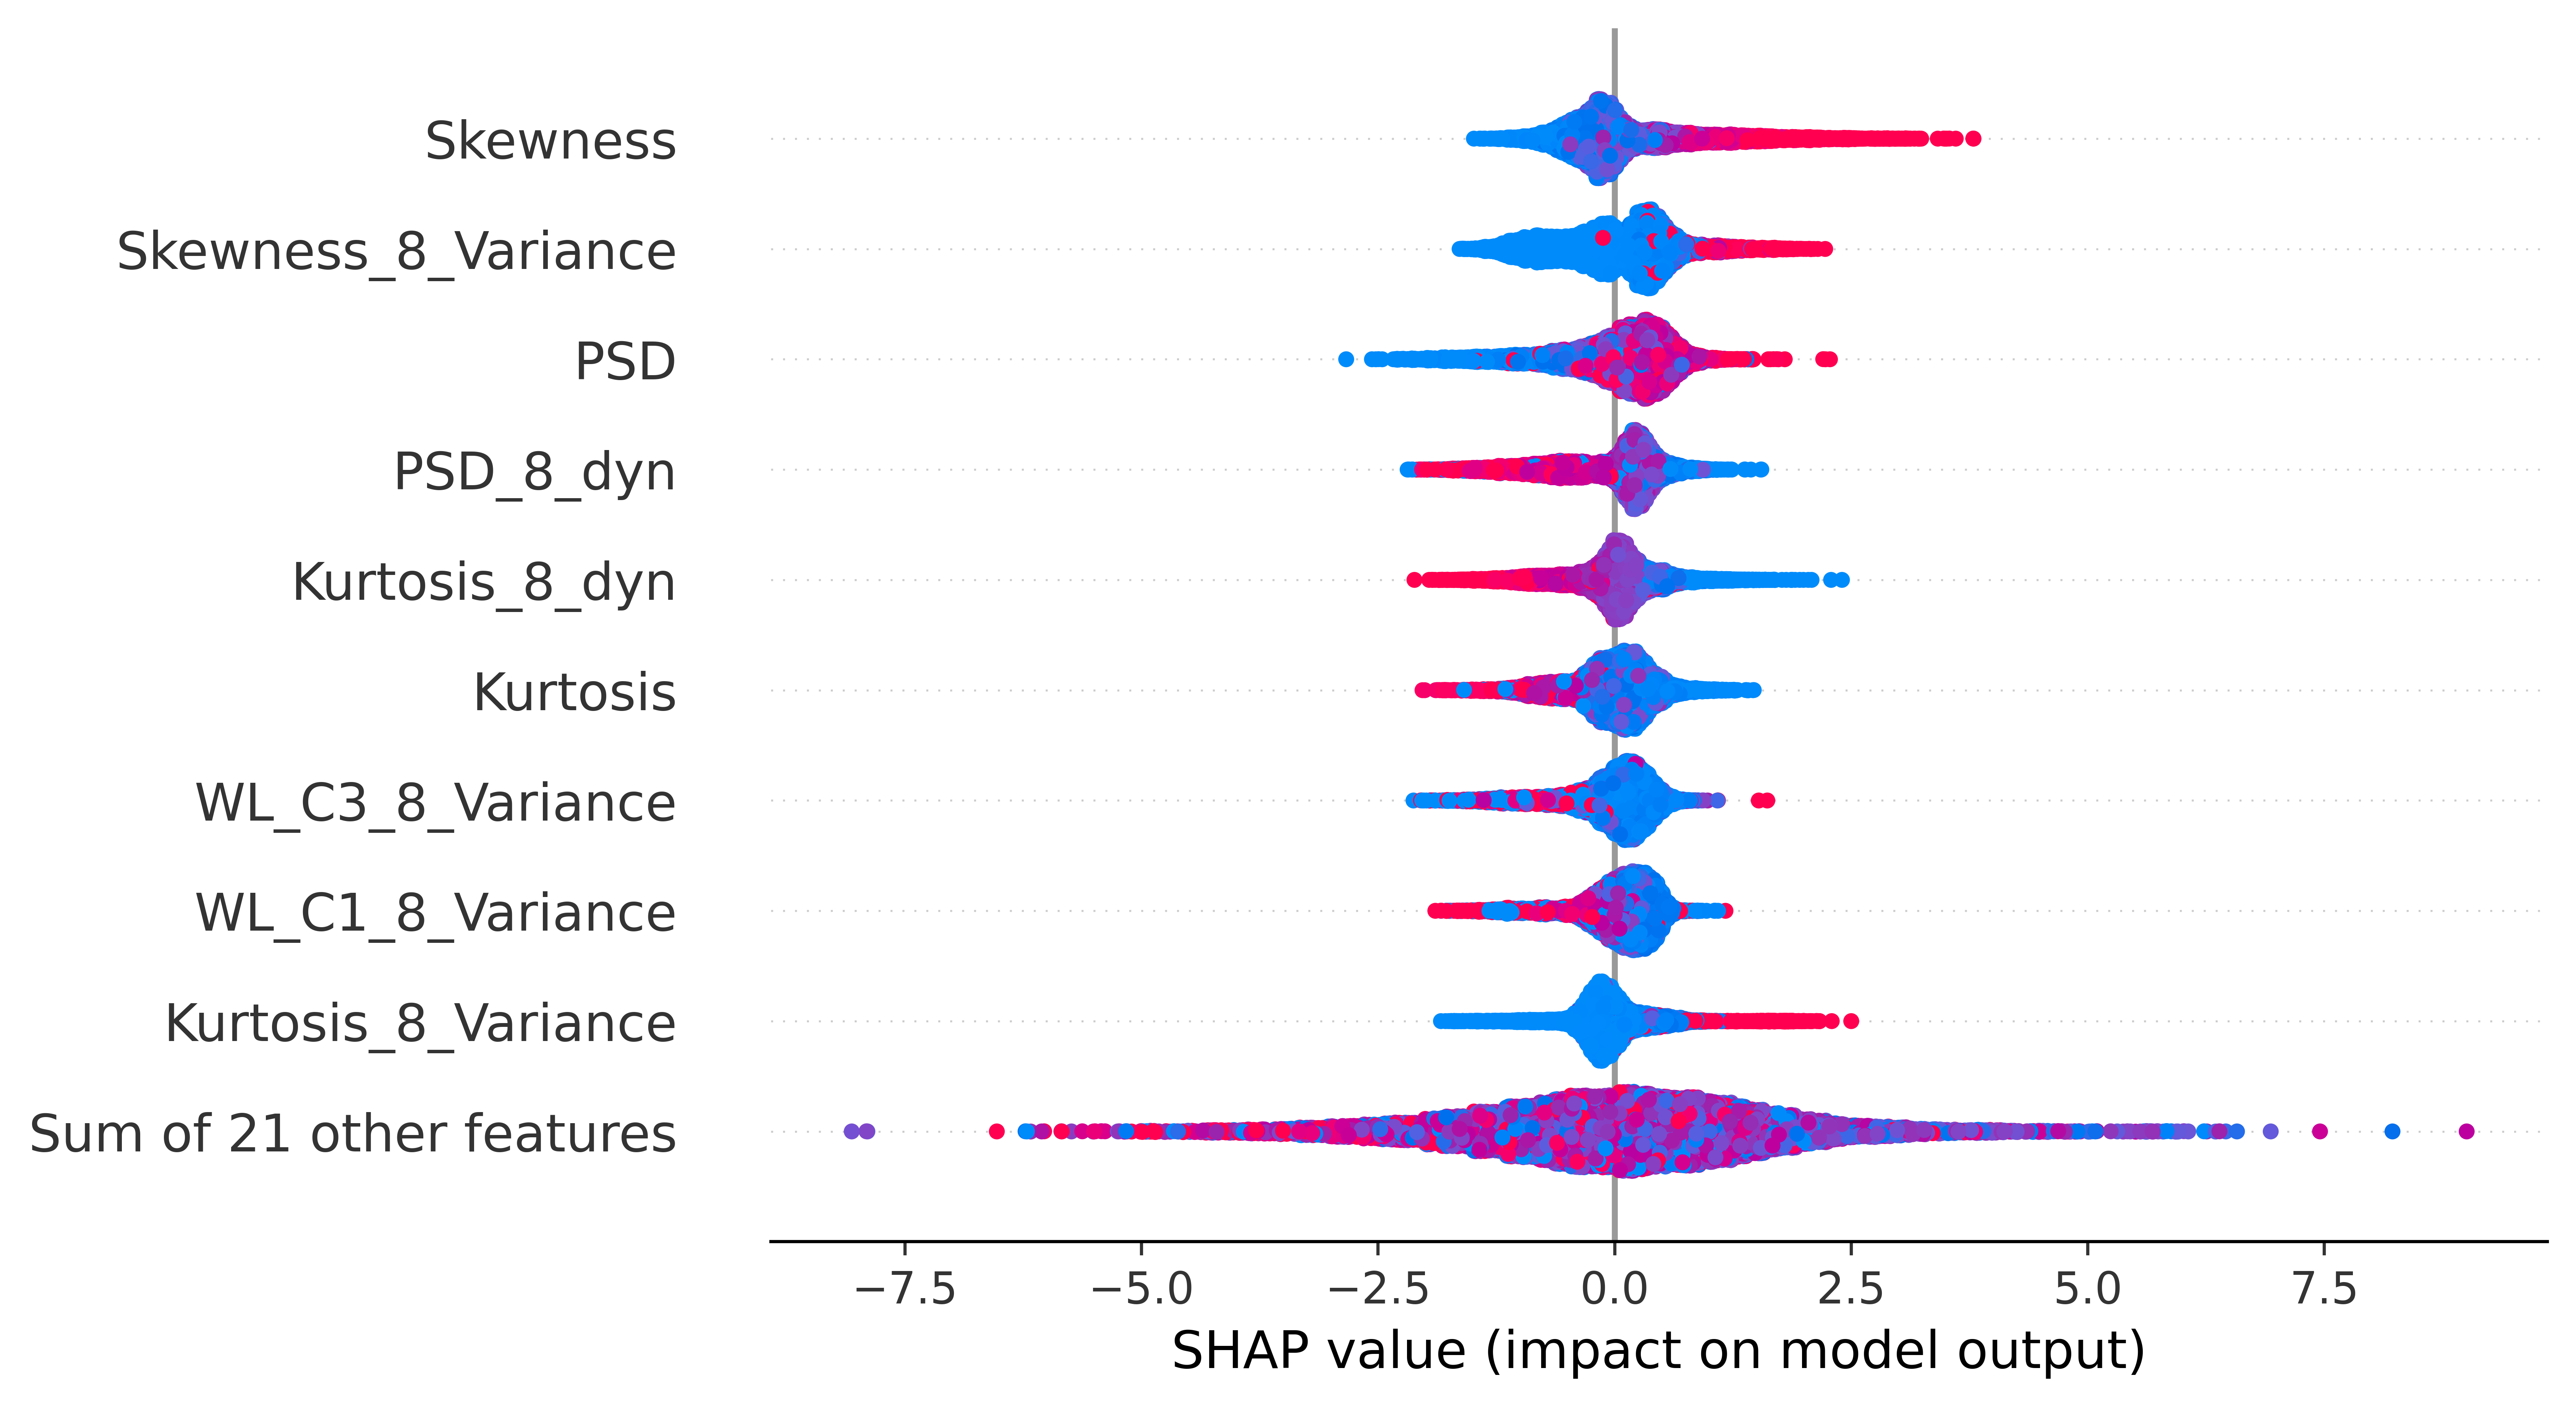 Skewness
Skewness_8_Variance
PSD
PSD_8_dyn
Kurtosis_8_dyn
Kurtosis
WL_C3_8_Variance
WL_C1_8_Variance
Kurtosis_8_Variance
Sum of 21 other features
−7.5 −5.0 −2.5 0.0 2.5 5.0 7.5
SHAP value (impact on model output)